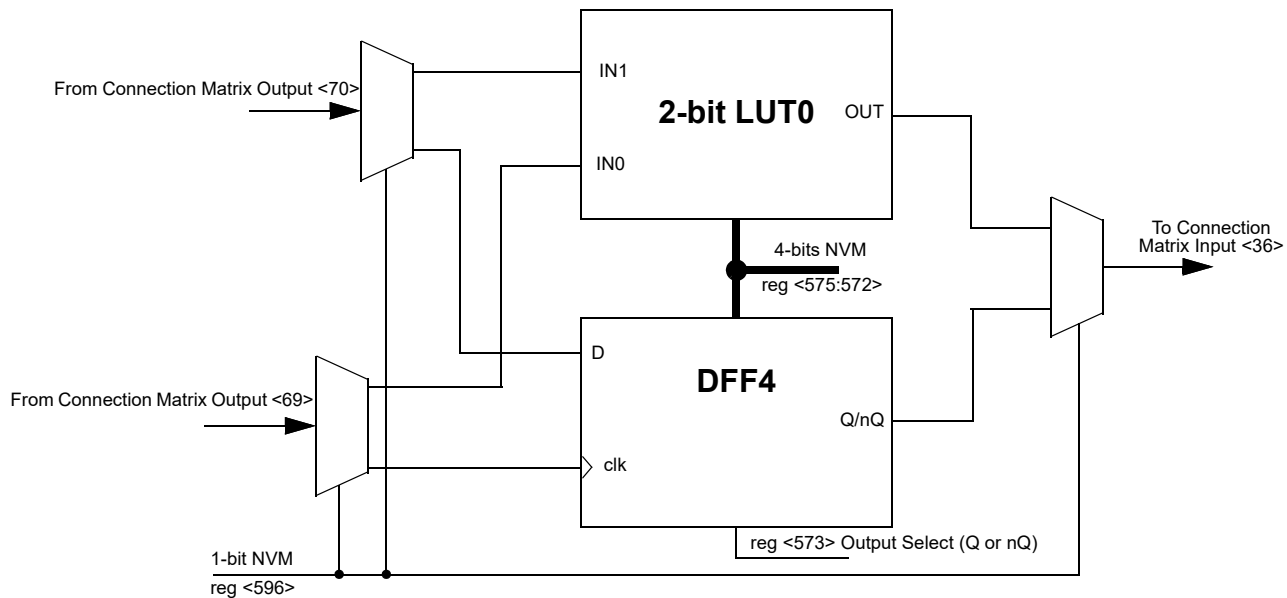 From Connection Matrix Output <70>
IN1
2-bit LUT0
OUT
IN0
To Connection
Matrix Input <36>
4-bits NVM
reg <575:572>
D
DFF4
From Connection Matrix Output <69>
Q/nQ
clk
reg <573> Output Select (Q or nQ)
1-bit NVM
reg <596>